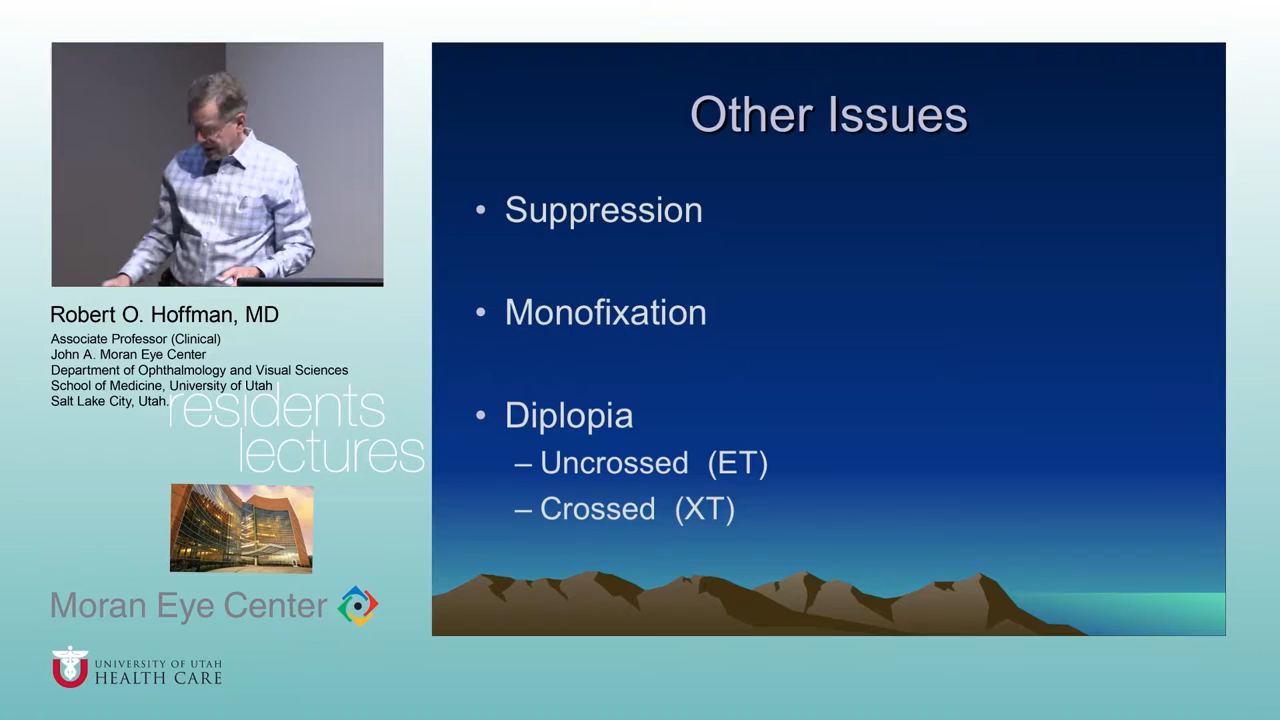 Other Issues
• Suppression
• Monofixation
• Diplopia
– Uncrossed (ET)
– Crossed (XT)
Robert O. Hoffman, MD
Associate Professor (Clinical)
John A. Moran Eye Center
Department of Ophthalmology and Visual Sciences
School of Medicine, University of Utah
Salt Lake City, Utah.
residents
lectures
Moran Eye Center
UNIVERSITY OF UTAH
HEALTH CARE